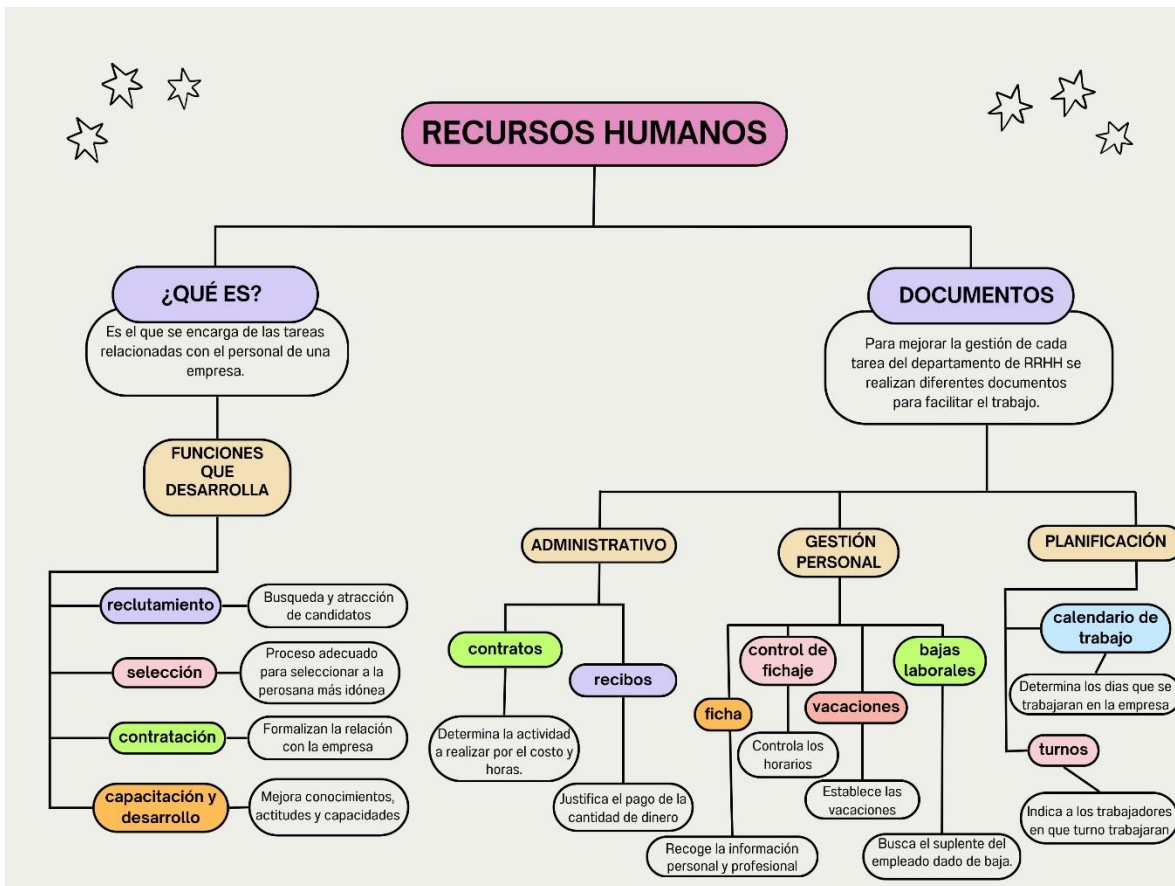 RECURSOS HUMANOS
¿QUÉ ES?
Es el que se encarga de las tareas
relacionadas con el personal de una
empresa.
FUNCIONES
QUE
DESARROLLA
reclutamiento
Busqueda y atracción
de candidatos
selección
Proceso adecuado
para seleccionar a la
perosana más idónea
contratación
Formalizan la relación
con la empresa
capacitación y
desarrollo
Mejora conocimientos,
actitudes y capacidades
DOCUMENTOS
Para mejorar la gestión de cada
tarea del departamento de RRHH se
realizan diferentes documentos
para facilitar el trabajo.
ADMINISTRATIVO
contratos
Determina la actividad
a realizar por el costo y
horas.
recibos
Justifica el pago de la
cantidad de dinero
GESTIÓN
PERSONAL
ficha
Recoge la información
personal y profesional
control de
fichaje
Controla los
horarios
vacaciones
Establece las
vacaciones
bajas
laborales
Busca el suplente del
empleado dado de baja.
PLANIFICACIÓN
calendario de
trabajo
Determina los dias que se
trabajaran en la empresa
turnos
Indica a los trabajadores
en que turno trabajaran